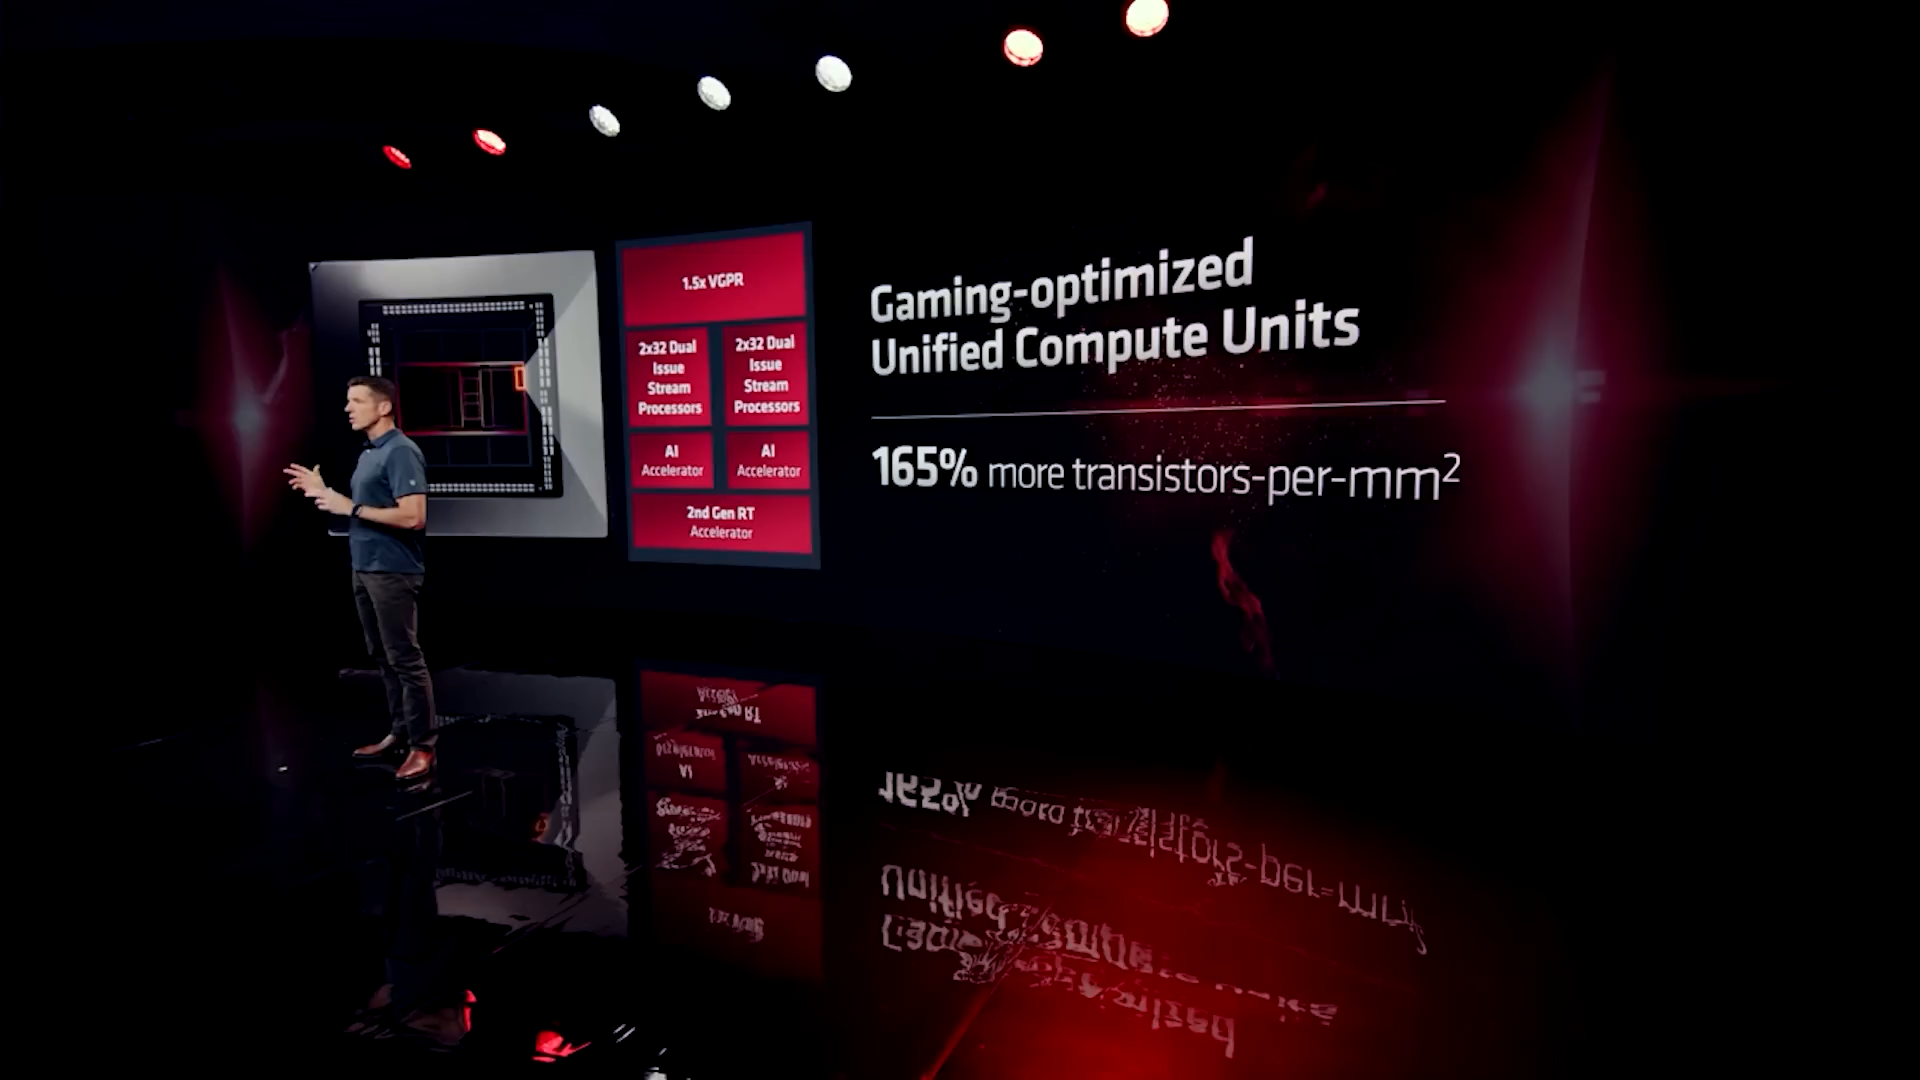 1.5x VGPR
2x32 Dual
Issue
Stream
Processors
2x32 Dual
Issue
Stream
Processors
AI
Accelerator
AI
Accelerator
2nd Gen RT
Accelerator
Gaming-optimized
Unified Compute Units
165% more transistors-per-mm²